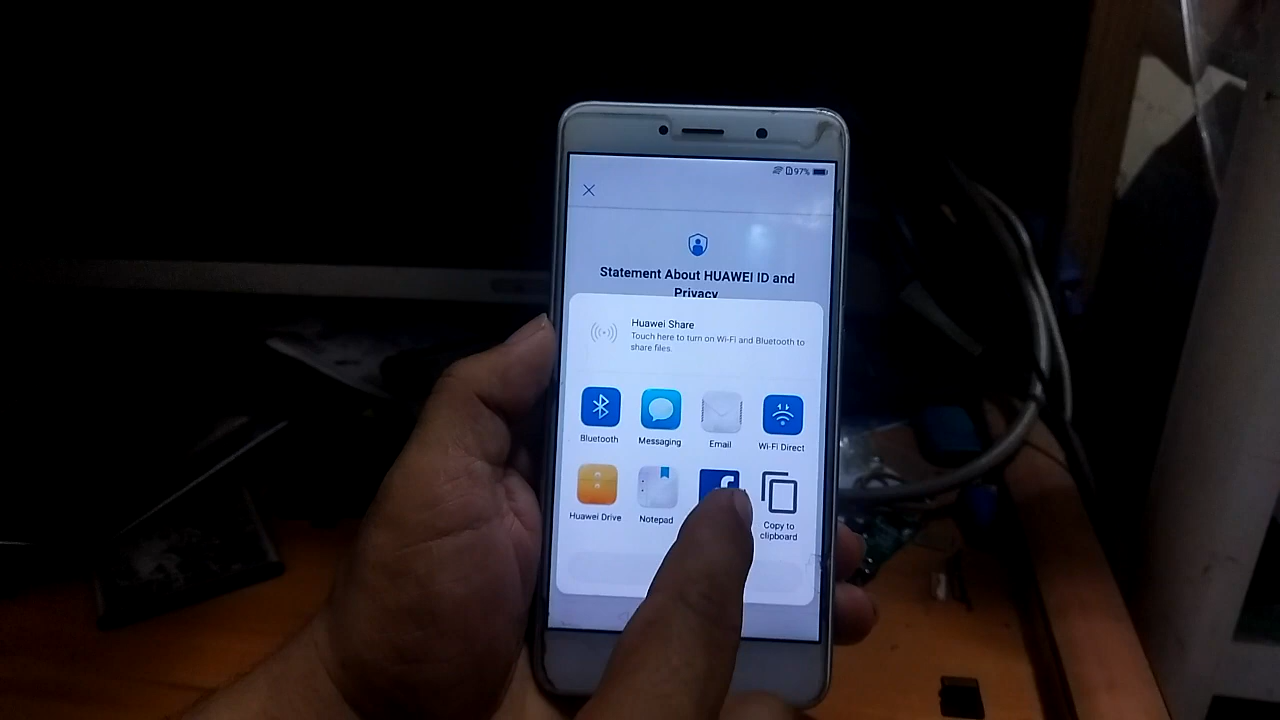 97%
Statement About HUAWEI ID and
Privacy
Huawei Share
Touch here to turn on Wi-Fi and Bluetooth to
share files.
Bluetooth
Messaging
Email
Wi-Fi Direct
Huawei Drive
Notepad
Copy to
clipboard